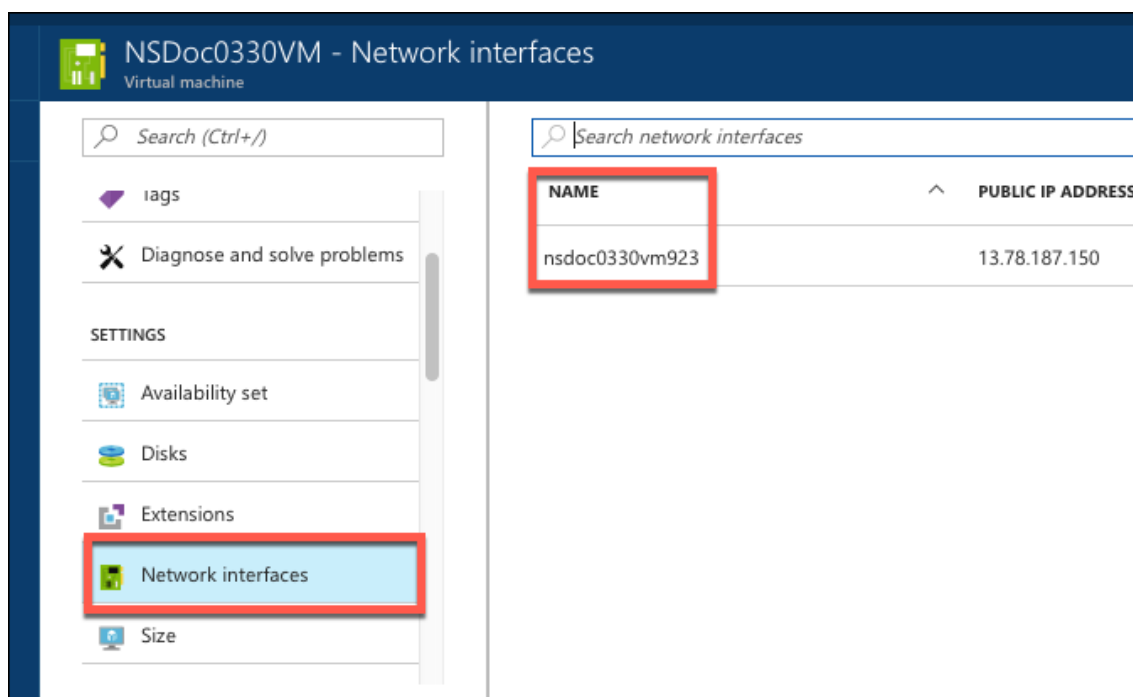 NSDoc0330VM - Network interfaces
Virtual machine
Search (Ctrl+/)
Tags
Diagnose and solve problems
SETTINGS
Availability set
Disks
Extensions
Network interfaces
Size
Search network interfaces
NAME
PUBLIC IP ADDRESS
nsdoc0330vm923
13.78.187.150